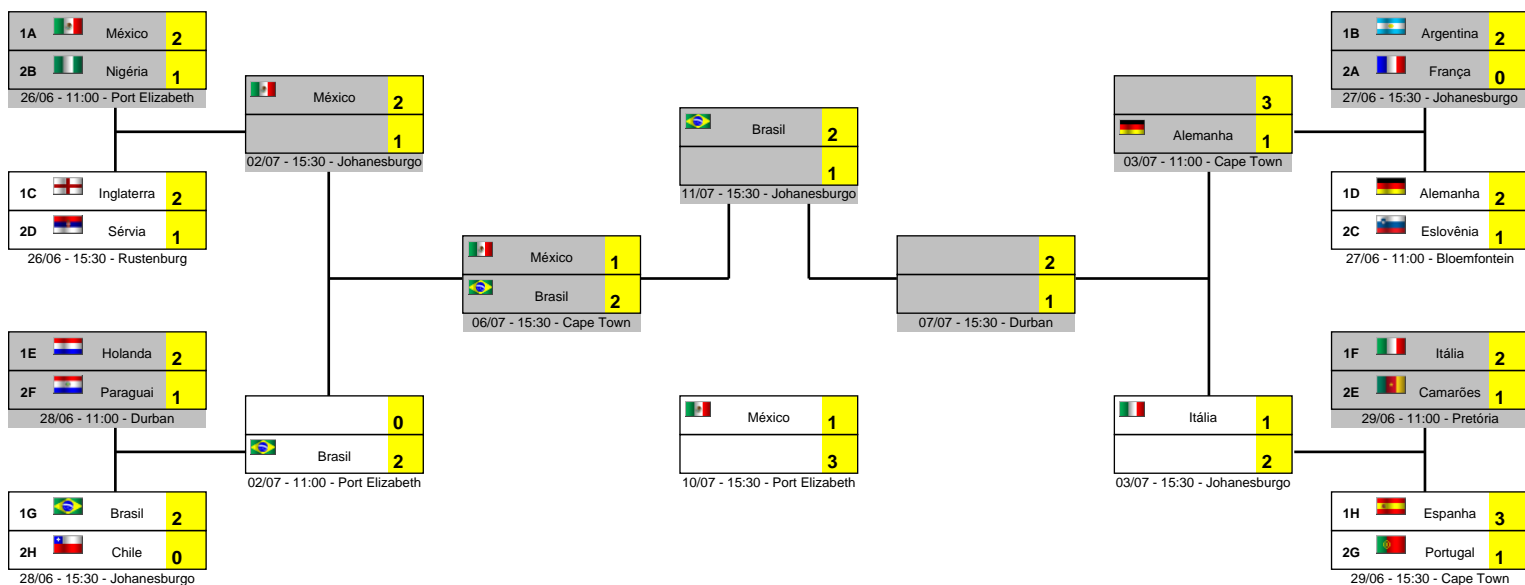 1A México 2
2B Nigéria 1
26/06 - 11:00 - Port Elizabeth
1C Inglaterra 2
2D Sérvia 1
26/06 - 15:30 - Rustenburg
1E Holanda 2
2F Paraguai 1
28/06 - 11:00 - Durban
1G Brasil 2
2H Chile 0
28/06 - 15:30 - Johanesburgo
México 2
1
02/07 - 15:30 - Johanesburgo
0
Brasil 2
02/07 - 11:00 - Port Elizabeth
México 1
Brasil 2
06/07 - 15:30 - Cape Town
Brasil 2
1
11/07 - 15:30 - Johanesburgo
México 1
3
10/07 - 15:30 - Port Elizabeth
2
1
07/07 - 15:30 - Durban
3
Alemanha 1
03/07 - 11:00 - Cape Town
Itália 1
2
03/07 - 15:30 - Johanesburgo
1B Argentina 2
2A França 0
27/06 - 15:30 - Johanesburgo
1D Alemanha 2
2C Eslovênia 1
27/06 - 11:00 - Bloemfontein
1F Itália 2
2E Camarões 1
29/06 - 11:00 - Pretória
1H Espanha 3
2G Portugal 1
29/06 - 15:30 - Cape Town